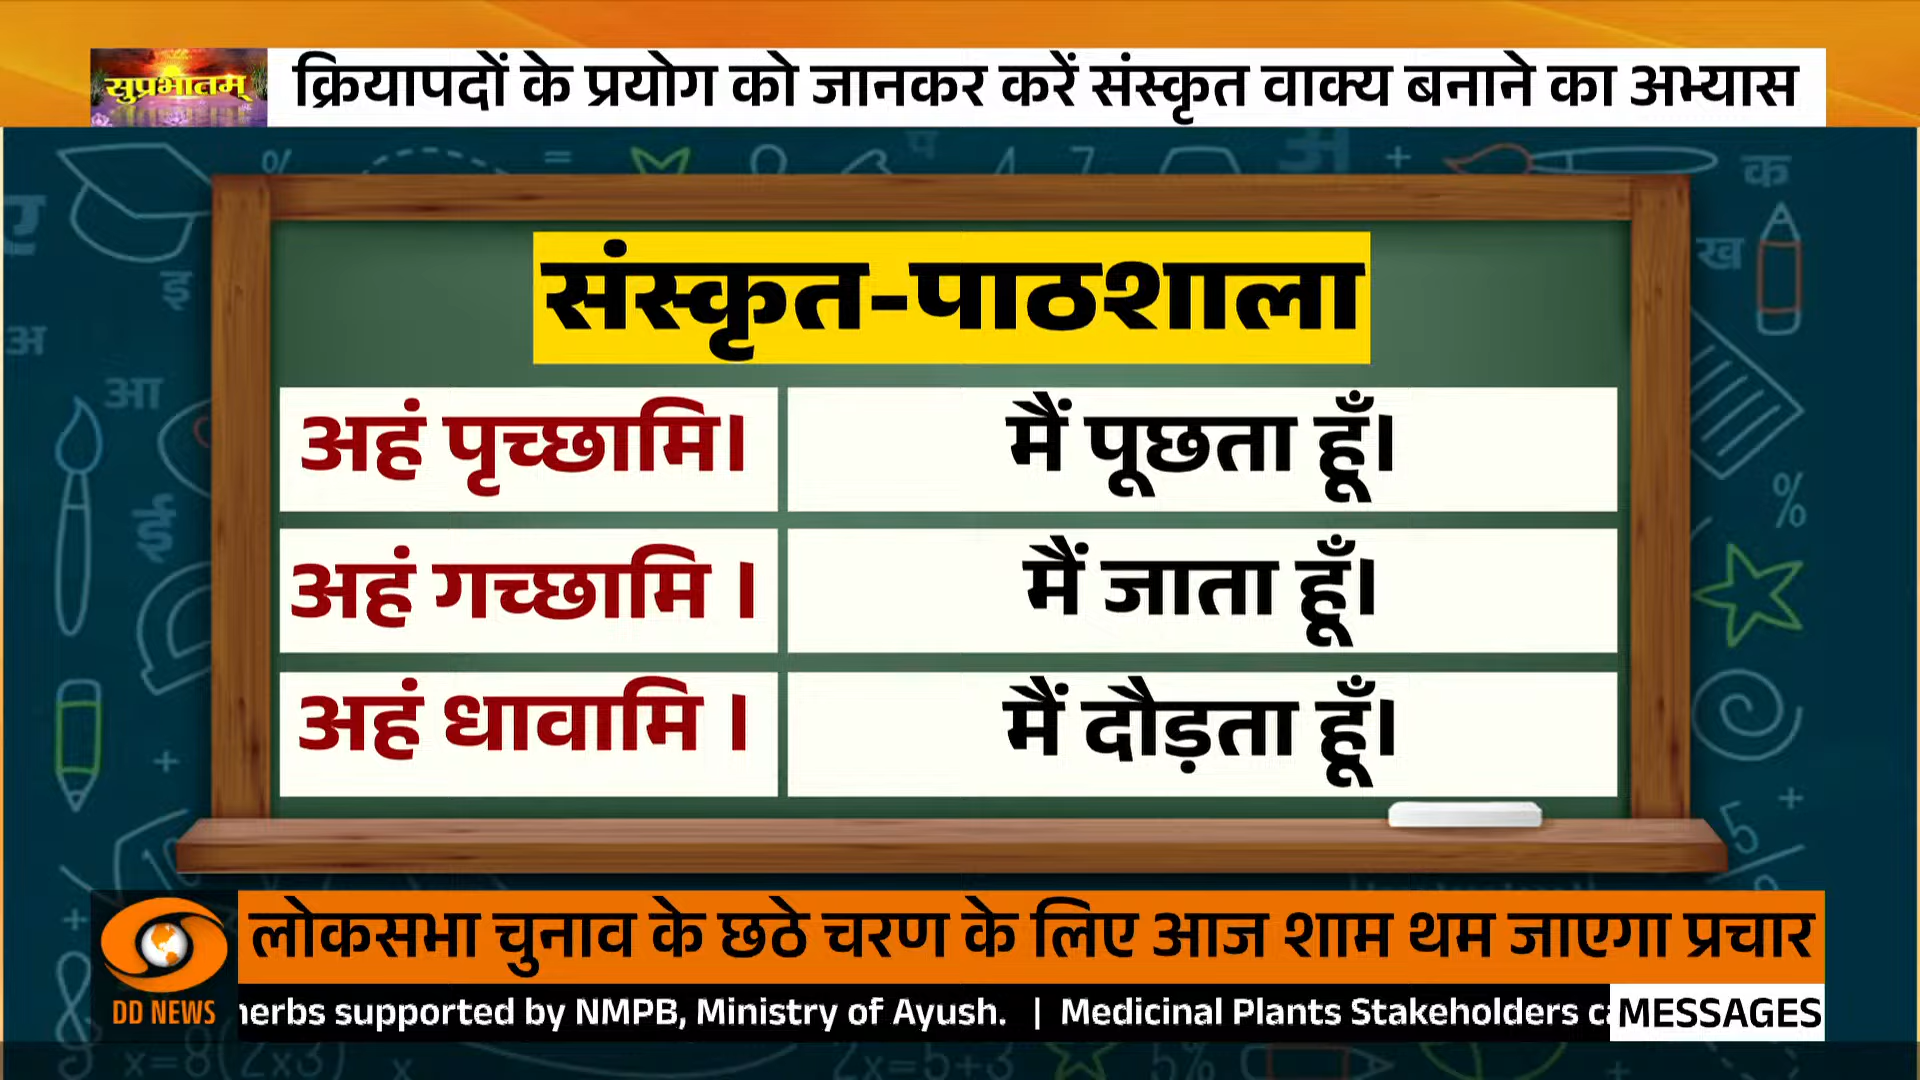 सुप्रभातम्
क्रियापदों के प्रयोग को जानकर करें संस्कृत वाक्य बनाने का अभ्यास
संस्कृत-पाठशाला
अहं पृच्छामि। मैं पूछता हूँ।
अहं गच्छामि । मैं जाता हूँ।
अहं धावामि । मैं दौड़ता हूँ।
लोकसभा चुनाव के छठे चरण के लिए आज शाम थम जाएगा प्रचार
DD NEWS
supported by NMPB, Ministry of Ayush. | Medicinal Plants Stakeholders
MESSAGES